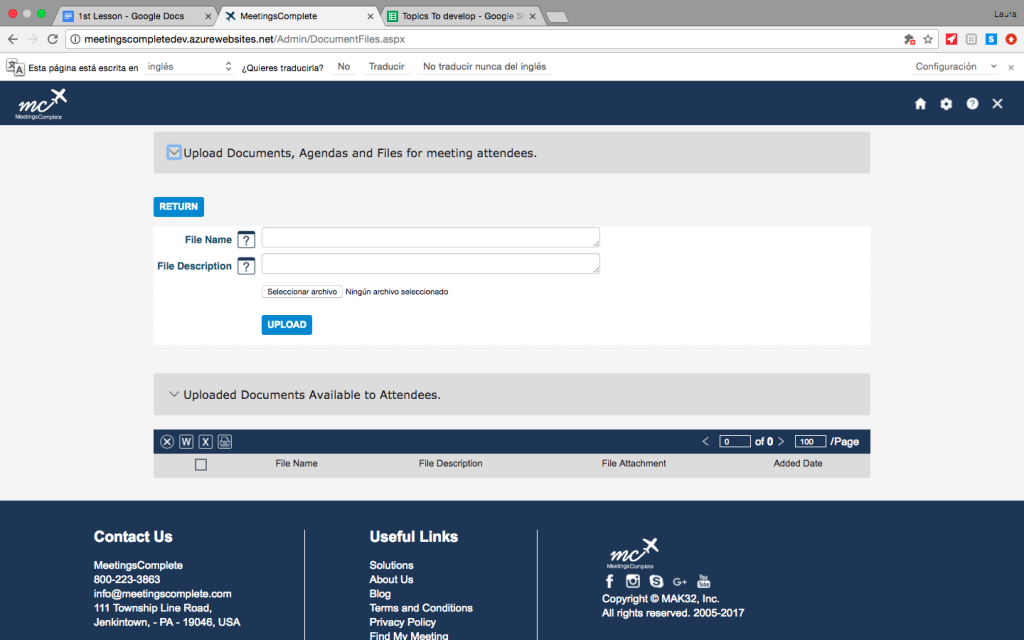 1st Lesson - Google Docs
MeetingsComplete
Topics To develop - Google S
Laura
meetingscompletedev.azurewebsites.net/Admin/DocumentFiles.aspx
Esta página está escrita en inglés ¿Quieres traducirla? No Traducir No traducir nunca del inglés Configuración
mc
MeetingsComplete
Upload Documents, Agendas and Files for meeting attendees.
RETURN
File Name ?
File Description ?
Seleccionar archivo Ningún archivo seleccionado
UPLOAD
Uploaded Documents Available to Attendees.
W X 0 of 0 100 /Page
File Name File Description File Attachment Added Date
Contact Us
MeetingsComplete
800-223-3863
info@meetingscomplete.com
111 Township Line Road,
Jenkintown, - PA - 19046, USA
Useful Links
Solutions
About Us
Blog
Terms and Conditions
Privacy Policy
Find My Meeting
mc
MeetingsComplete
f S G+ You Tube
Copyright © MAK32, Inc.
All rights reserved. 2005-2017